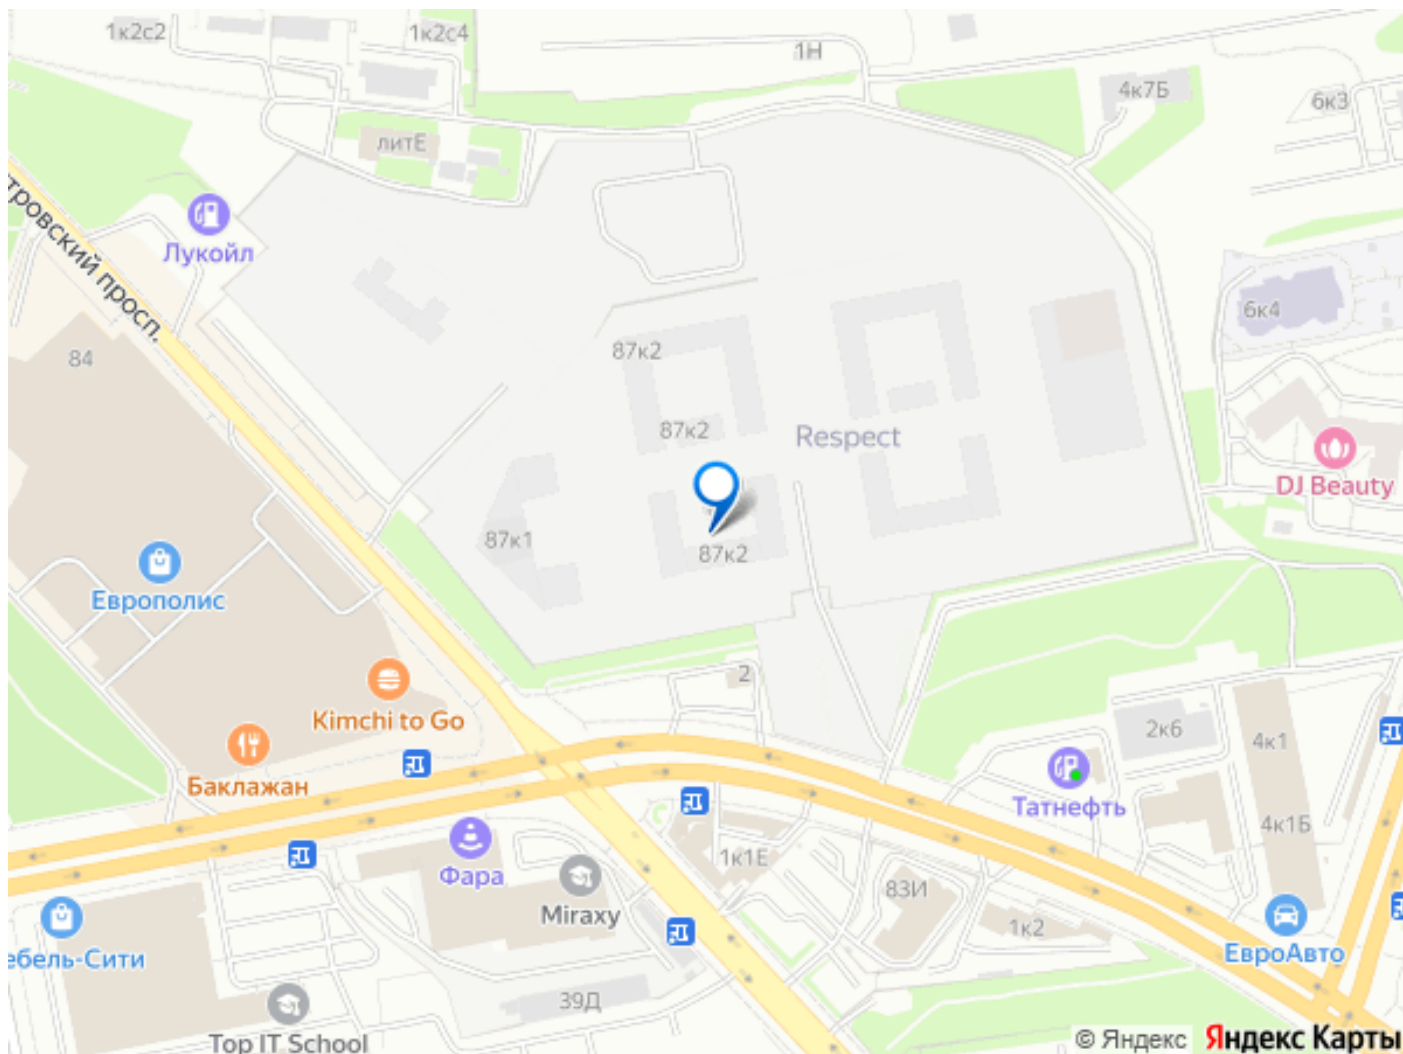 1к2с2
1к2с4
1Н
4к7Б
6к3
литЕ
тровский просп.
Лукойл
6к4
84
87к2
87к2
Respect
DJ Beauty
87к1
87к2
Европолис
2
Kimchi to Go
2к6
4к1
Баклажан
Татнефть
4к1Б
1к1Е
Фара
83И
Miraxy
1к2
ЕвроАвто
ебель-Сити
39Д
Top IT School
© Яндекс Яндекс Карты